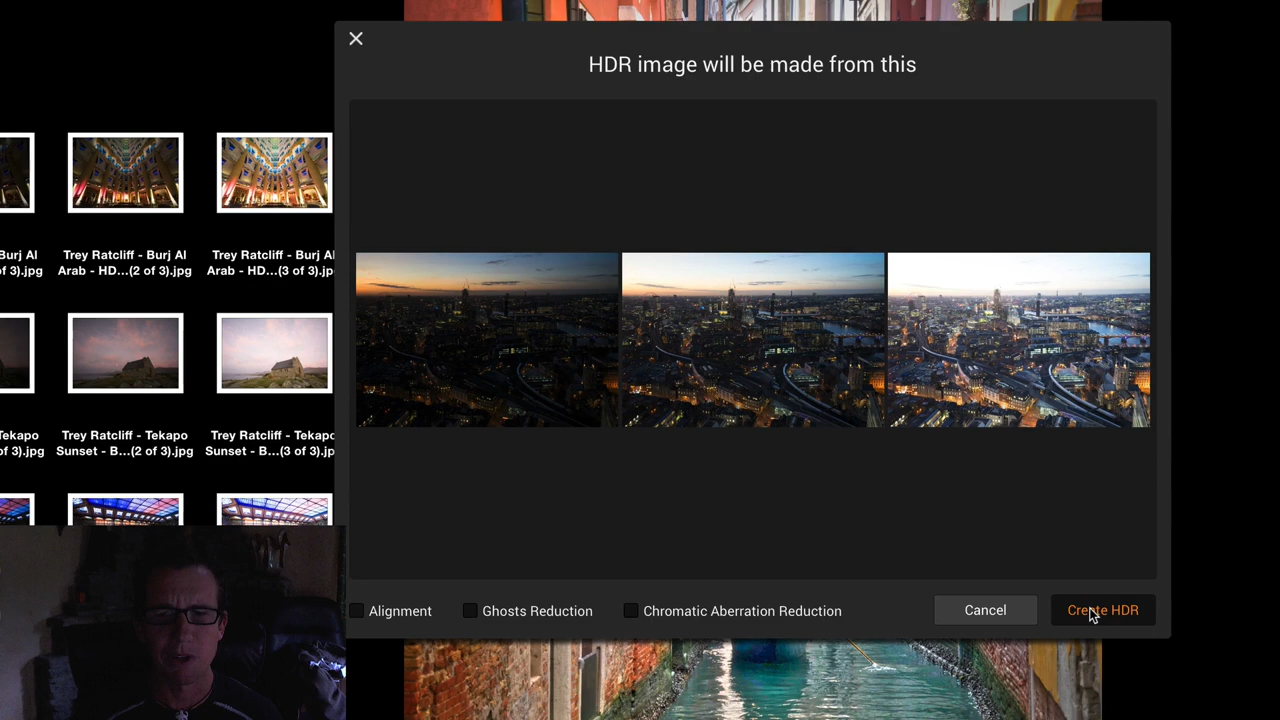 HDR image will be made from this
Burj Al
of 3).jpg
Trey Ratcliff - Burj Al
Arab - HD...(2 of 3).jpg
Trey Ratcliff - Burj Al
Arab - HD...(3 of 3).jp
Tekapo
of 3).jpg
Trey Ratcliff - Tekapo
Sunset - B...(2 of 3).jpg
Trey Ratcliff - Tekapo
Sunset - B...(3 of 3).jp
Alignment
Ghosts Reduction
Chromatic Aberration Reduction
Cancel
Create HDR